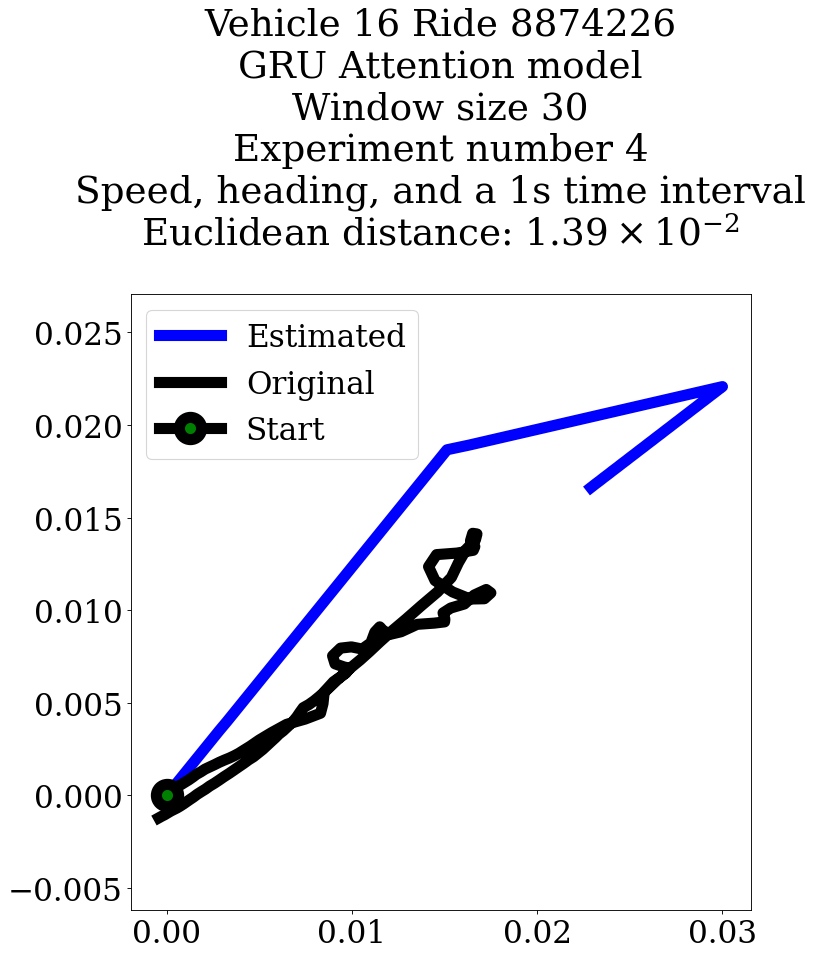 Vehicle 16 Ride 8874226
GRU Attention model
Window size 30
Experiment number 4
Speed, heading, and a 1s time interval
Euclidean distance: 1.39 × 10⁻²
Estimated
Original
Start
0.025
0.020
0.015
0.010
0.005
0.000
−0.005
0.00 0.01 0.02 0.03